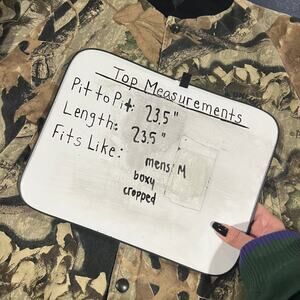 Top Measurements
Pit to Pit: 23.5"
Length: 23.5"
Fits Like: mens M
boxy
cropped